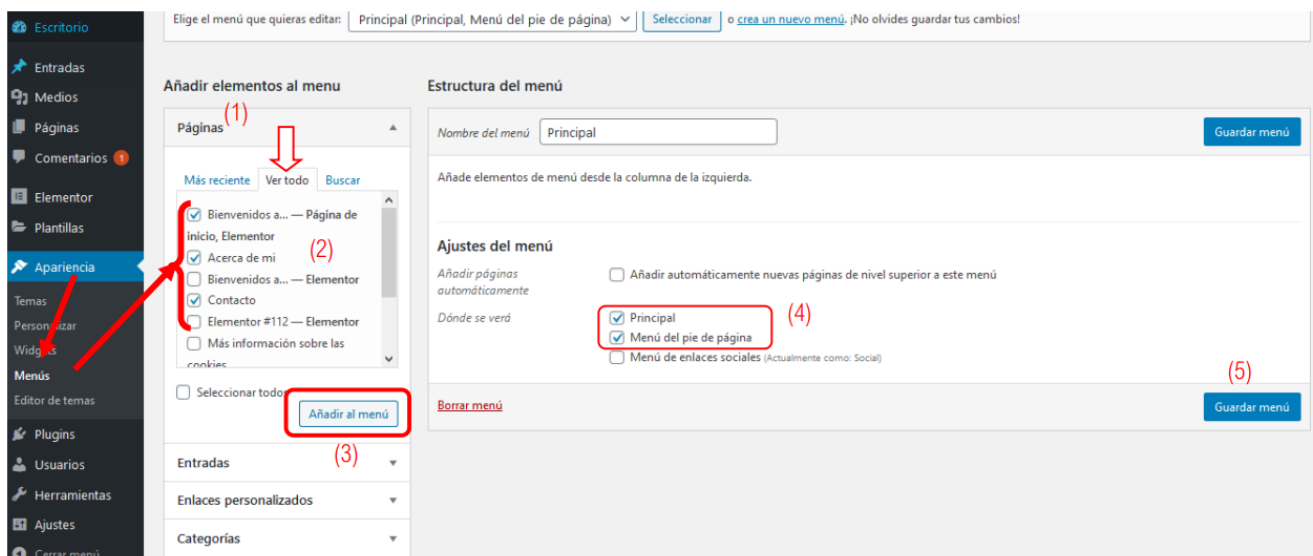 Escritorio
Entradas
Medios
Páginas
Comentarios 1
Elementor
Plantillas
Apariencia
Temas
Personalizar
Widgets
Menús
Editor de temas
Plugins
Usuarios
Herramientas
Ajustes
Cerrar menú
Elige el menú que quieras editar: Principal (Principal, Menú del pie de página) Seleccionar o crea un nuevo menú. ¡No olvides guardar tus cambios!
Añadir elementos al menu
(1)
Páginas
Más reciente Ver todo Buscar
Bienvenidos a... — Página de
inicio, Elementor
(2)
Acerca de mi
Bienvenidos a... — Elementor
Contacto
Elementor #112 — Elementor
Más información sobre las
cookies
Seleccionar todos
Añadir al menú
(3)
Entradas
Enlaces personalizados
Categorías
Estructura del menú
Nombre del menú Principal Guardar menú
Añade elementos de menú desde la columna de la izquierda.
Ajustes del menú
Añadir páginas
automáticamente
Añadir automáticamente nuevas páginas de nivel superior a este menú
Dónde se verá
Principal
(4)
Menú del pie de página
Menú de enlaces sociales (Actualmente como: Social)
(5)
Borrar menú Guardar menú